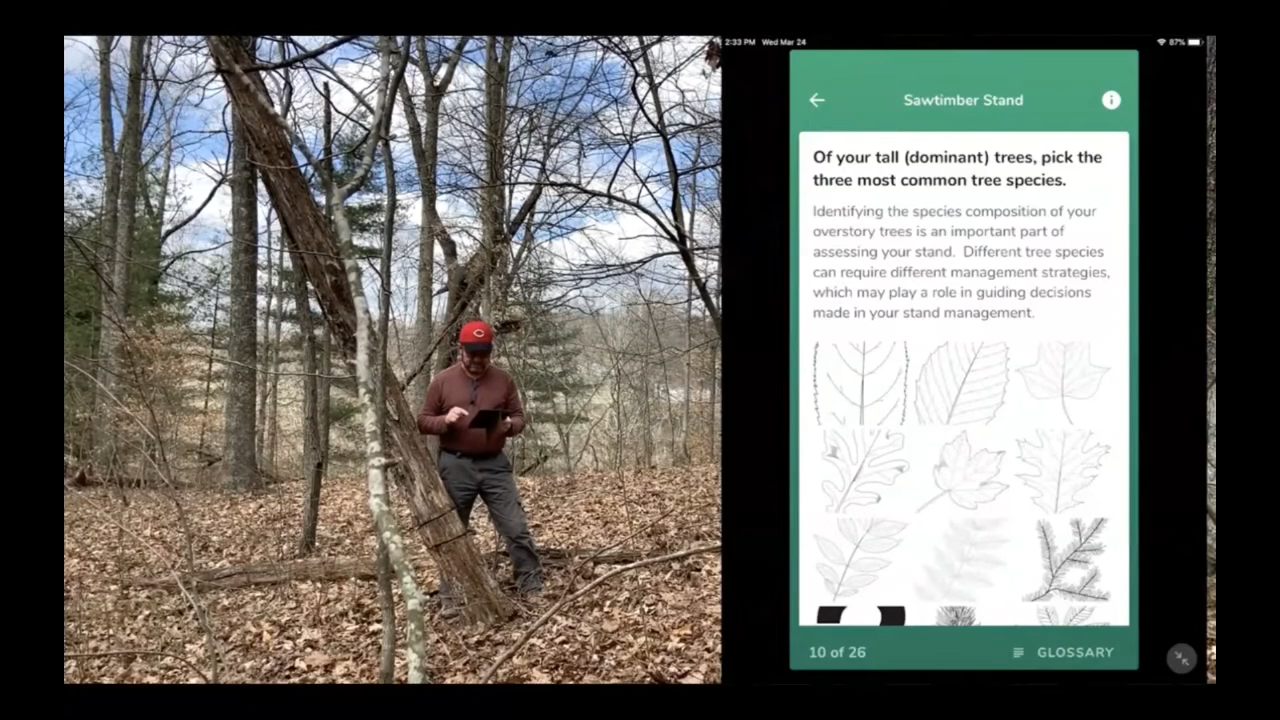 2:33 PM Wed Mar 24
87%
Sawtimber Stand
Of your tall (dominant) trees, pick the
three most common tree species.
Identifying the species composition of your
overstory trees is an important part of
assessing your stand. Different tree species
can require different management strategies,
which may play a role in guiding decisions
made in your stand management.
10 of 26
GLOSSARY
C